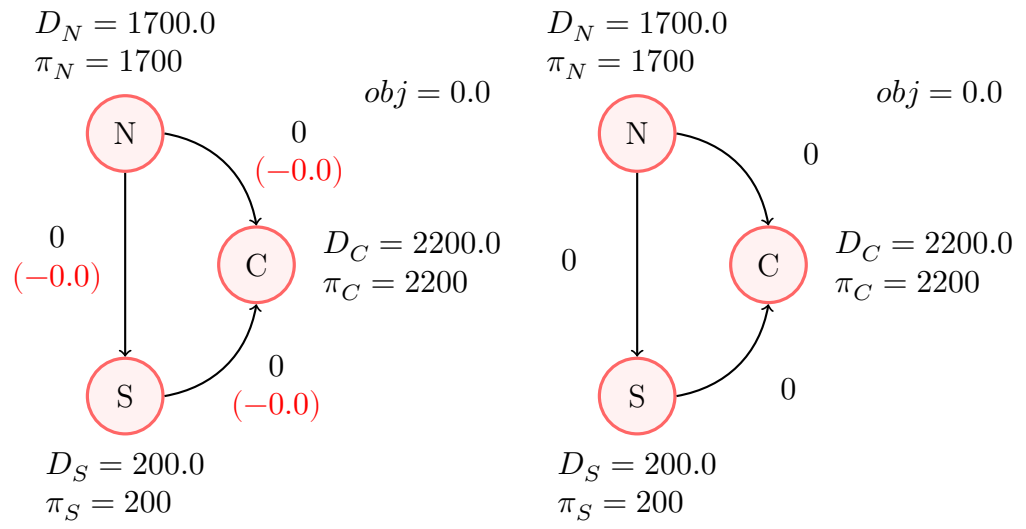 D_N = 1700.0
π_N = 1700
obj = 0.0
N
0
(−0.0)
0
(−0.0)
C
D_C = 2200.0
π_C = 2200
0
(−0.0)
S
D_S = 200.0
π_S = 200
D_N = 1700.0
π_N = 1700
obj = 0.0
N
0
0
C
D_C = 2200.0
π_C = 2200
0
S
D_S = 200.0
π_S = 200